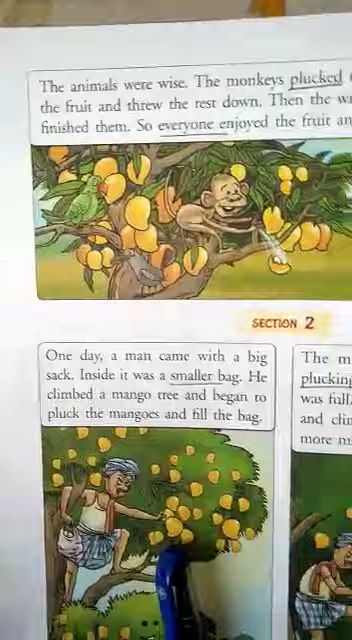 The animals were wise. The monkeys plucked
the fruit and threw the rest down. Then the
finished them. So everyone enjoyed the fruit
SECTION 2
One day, a man came with a big
sack. Inside it was a smaller bag. He
climbed a mango tree and began to
pluck the mangoes and fill the bag.
The
plucking
was full
and
more